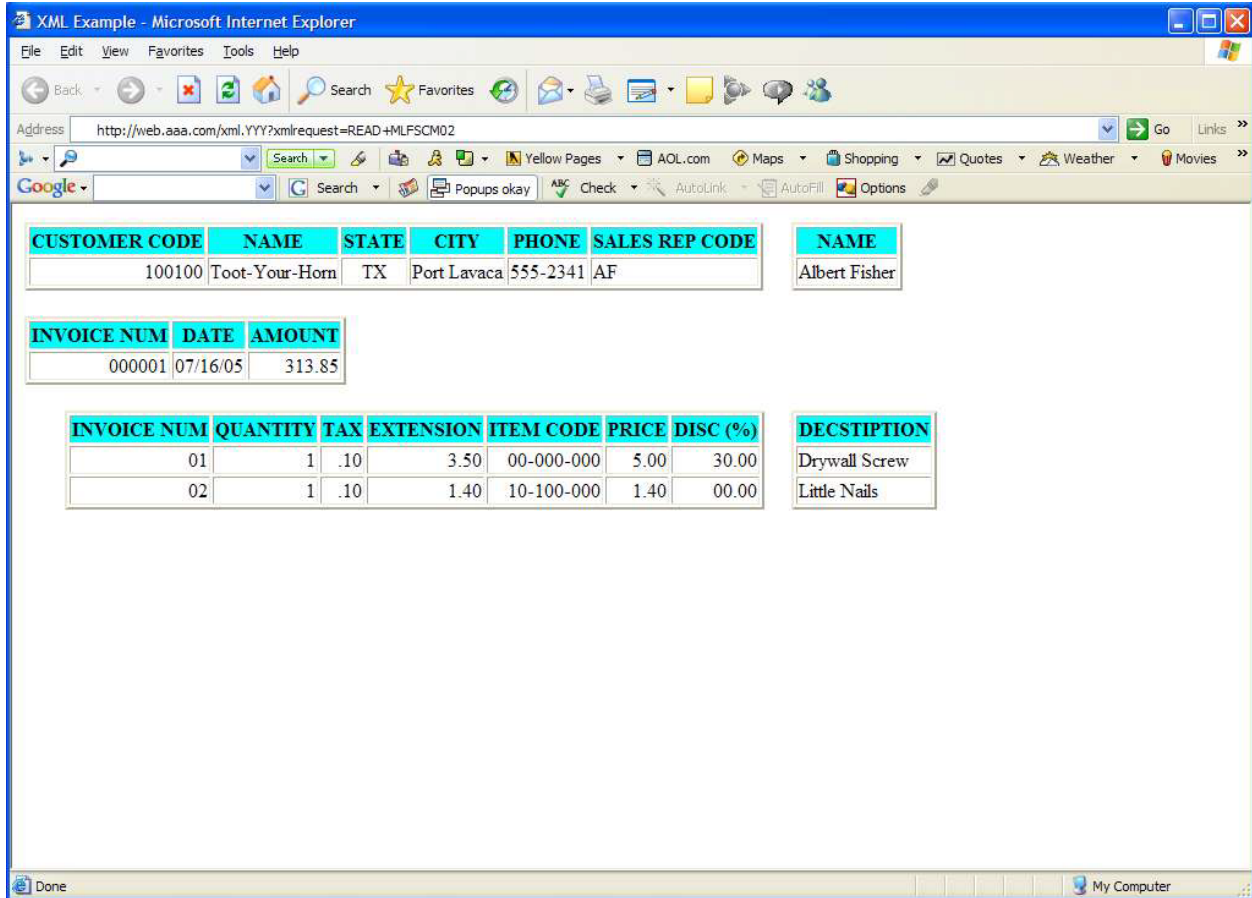 XML Example - Microsoft Internet Explorer
File Edit View Favorites Tools Help
Back Search Favorites
Address http://web.aaa.com/xml.YYY?xmlrequest=READ+MLFSCM02 Go Links »
Search Yellow Pages AOL.com Maps Shopping Quotes Weather Movies »
Google Search Popups okay ABC Check AutoLink AutoFill Options
CUSTOMER CODE NAME STATE CITY PHONE SALES REP CODE NAME
100100 Toot-Your-Horn TX Port Lavaca 555-2341 AF Albert Fisher
INVOICE NUM DATE AMOUNT
000001 07/16/05 313.85
INVOICE NUM QUANTITY TAX EXTENSION ITEM CODE PRICE DISC (%) DECSTIPTION
01 1 .10 3.50 00-000-000 5.00 30.00 Drywall Screw
02 1 .10 1.40 10-100-000 1.40 00.00 Little Nails
Done My Computer